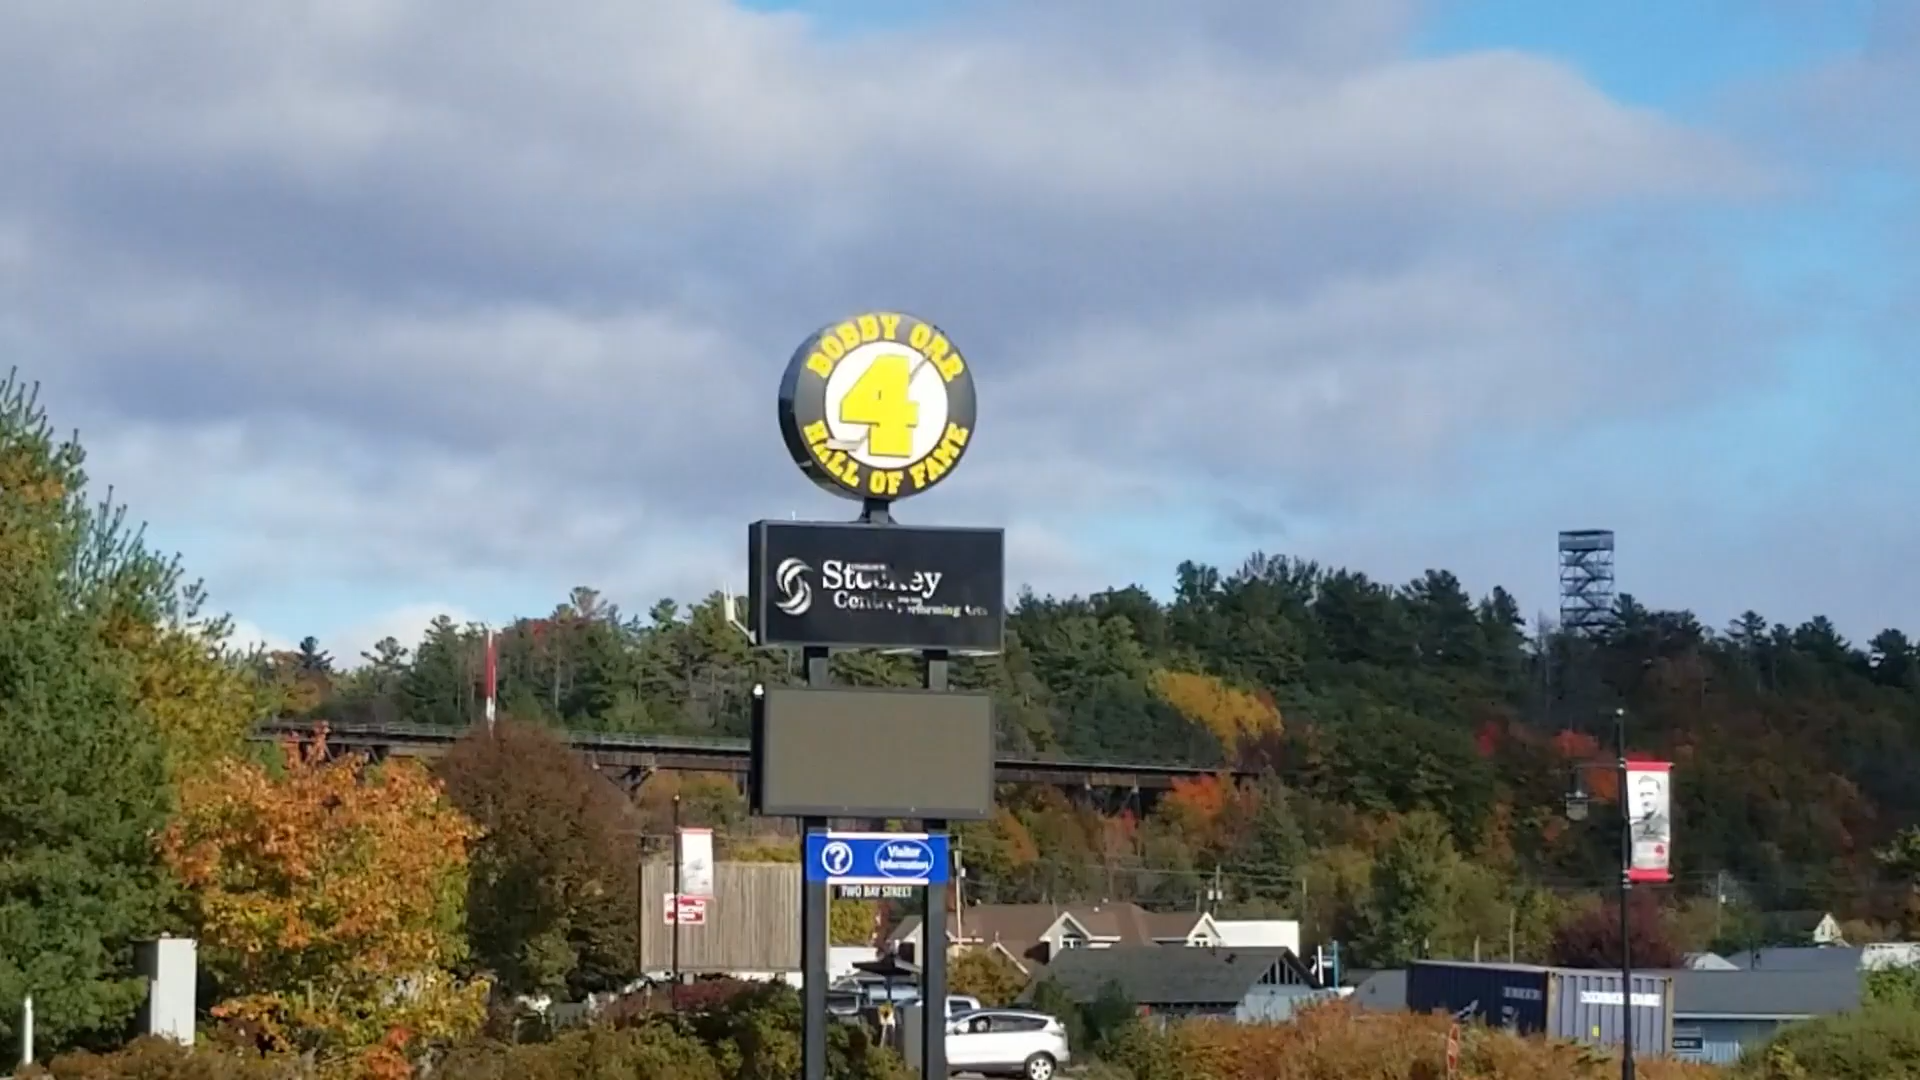 BOBBY ORR
4
HALL OF FAME
Stockey
Centre
Performing Arts
?
Visitor
Information
TWO BAY STREET